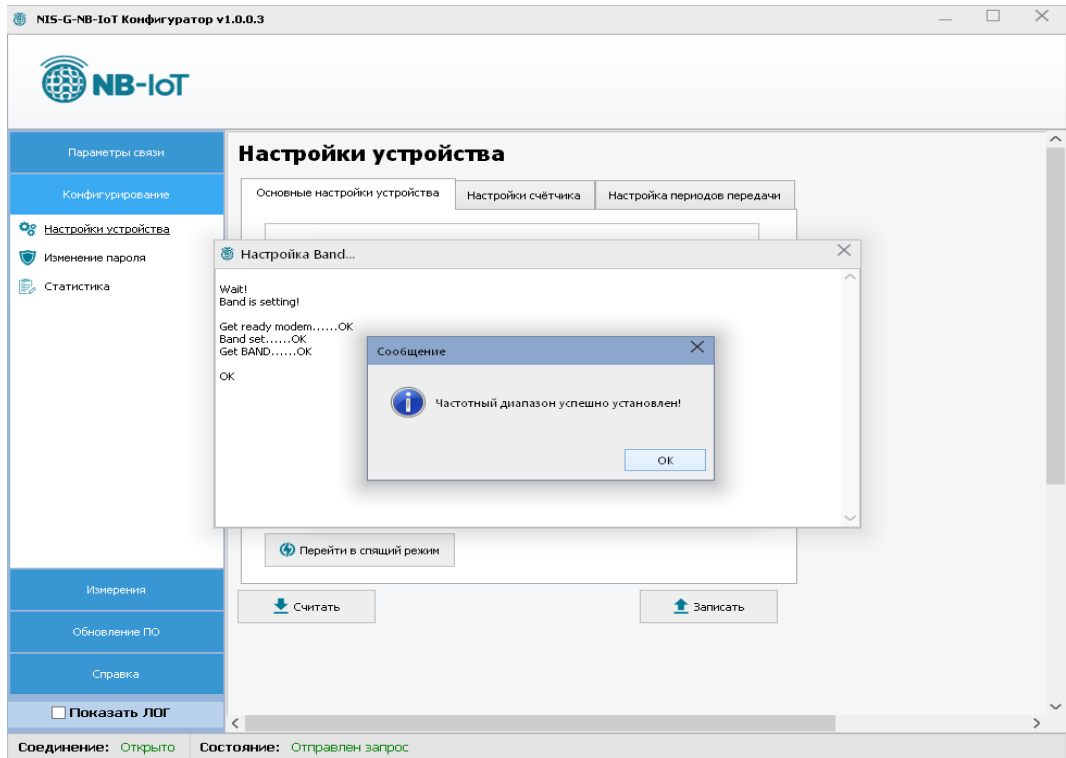 NIS-G-NB-IoT Конфигуратор v1.0.0.3
NB-IoT
Параметры связи
Конфигурирование
Настройки устройства
Изменение пароля
Статистика
Измерения
Обновление ПО
Справка
Показать ЛОГ
Настройки устройства
Основные настройки устройства
Настройки счётчика
Настройка периодов передачи
Настройка Band...
Wait!
Band is setting!
Get ready modem......OK
Band set......OK
Get BAND......OK
OK
Сообщение
Частотный диапазон успешно установлен!
OK
Перейти в спящий режим
Считать
Записать
Соединение: Открыто
Состояние: Отправлен запрос